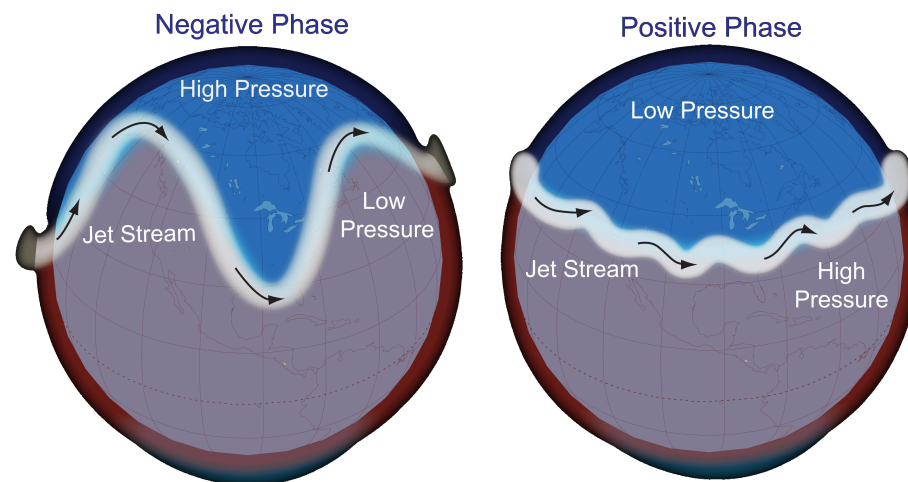 Negative Phase
High Pressure
Jet Stream
Low
Pressure
Positive Phase
Low Pressure
Jet Stream
High
Pressure